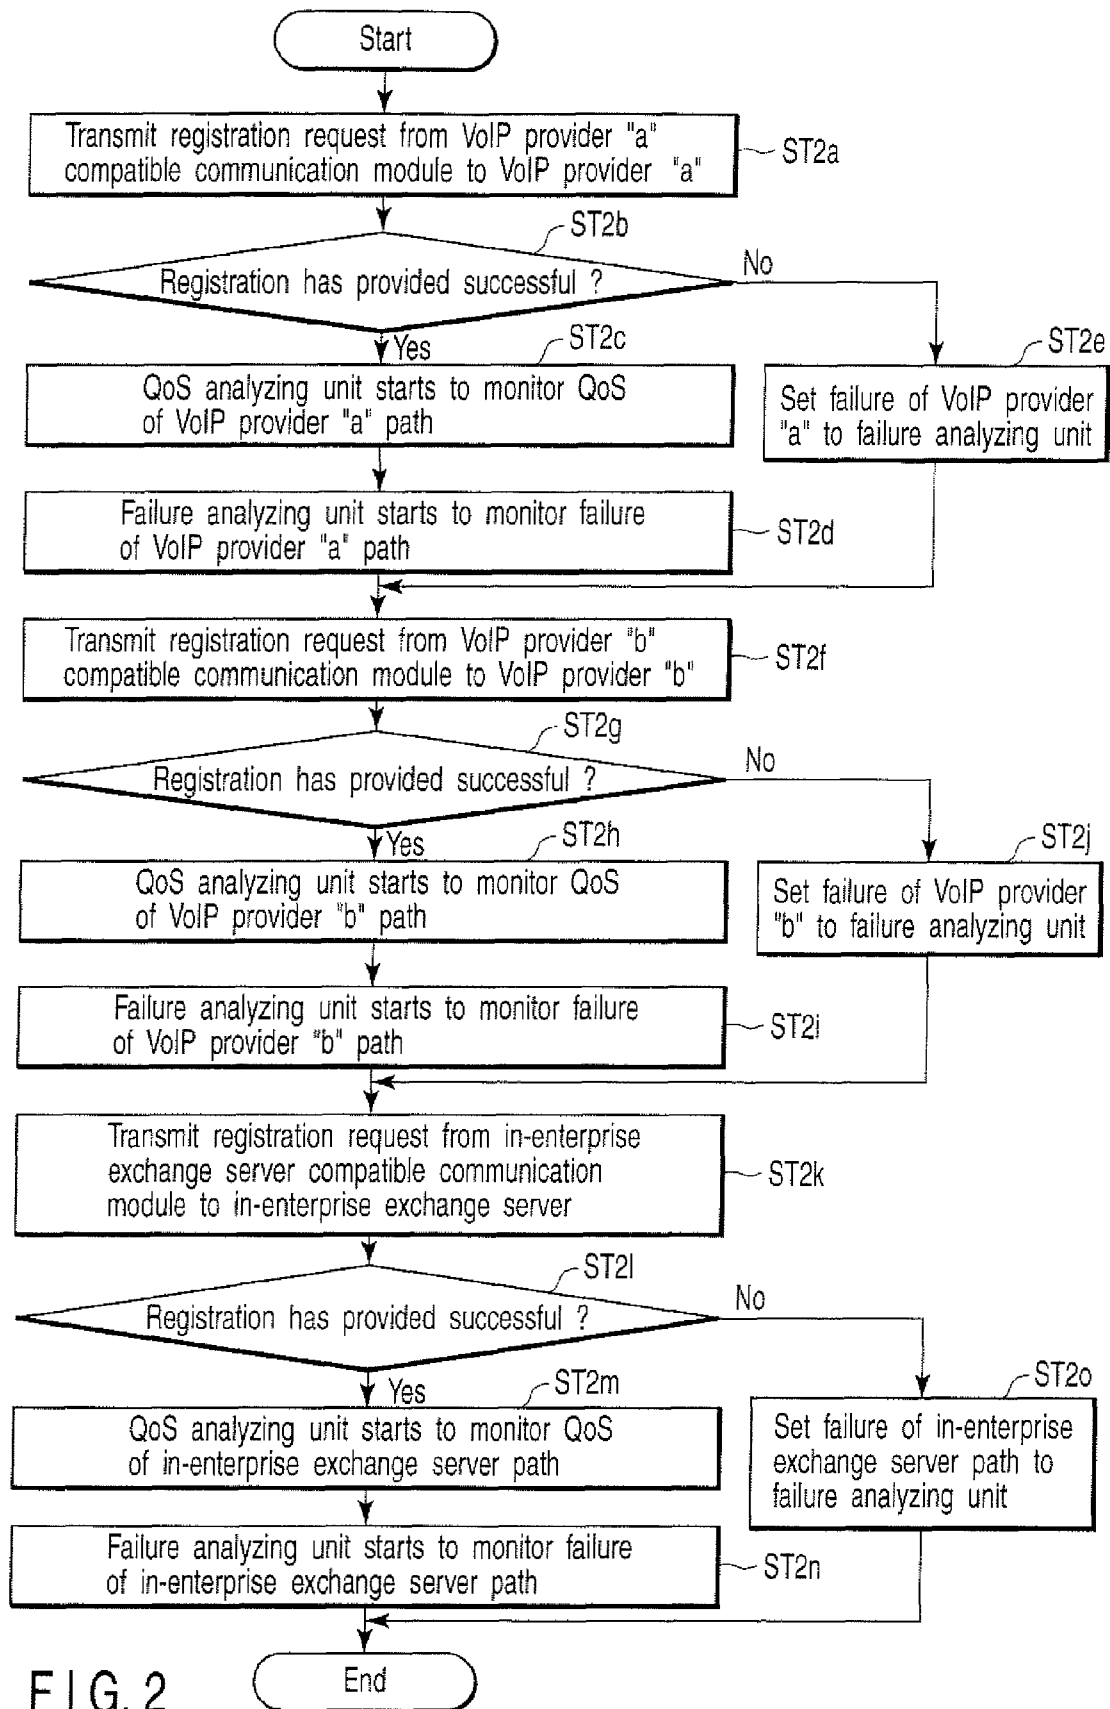 Start
Transmit registration request from VoIP provider "a"
compatible communication module to VoIP provider "a"
ST2a
ST2b
Registration has provided successful ?
No
Yes
ST2c
ST2e
QoS analyzing unit starts to monitor QoS
of VoIP provider "a" path
Set failure of VoIP provider
"a" to failure analyzing unit
Failure analyzing unit starts to monitor failure
of VoIP provider "a" path
ST2d
Transmit registration request from VoIP provider "b"
compatible communication module to VoIP provider "b"
ST2f
ST2g
Registration has provided successful ?
No
Yes
ST2h
ST2j
QoS analyzing unit starts to monitor QoS
of VoIP provider "b" path
Set failure of VoIP provider
"b" to failure analyzing unit
Failure analyzing unit starts to monitor failure
of VoIP provider "b" path
ST2i
Transmit registration request from in-enterprise
exchange server compatible communication
module to in-enterprise exchange server
ST2k
ST2l
Registration has provided successful ?
No
Yes
ST2m
ST2o
QoS analyzing unit starts to monitor QoS
of in-enterprise exchange server path
Set failure of in-enterprise
exchange server path to
failure analyzing unit
Failure analyzing unit starts to monitor failure
of in-enterprise exchange server path
ST2n
End
FIG. 2